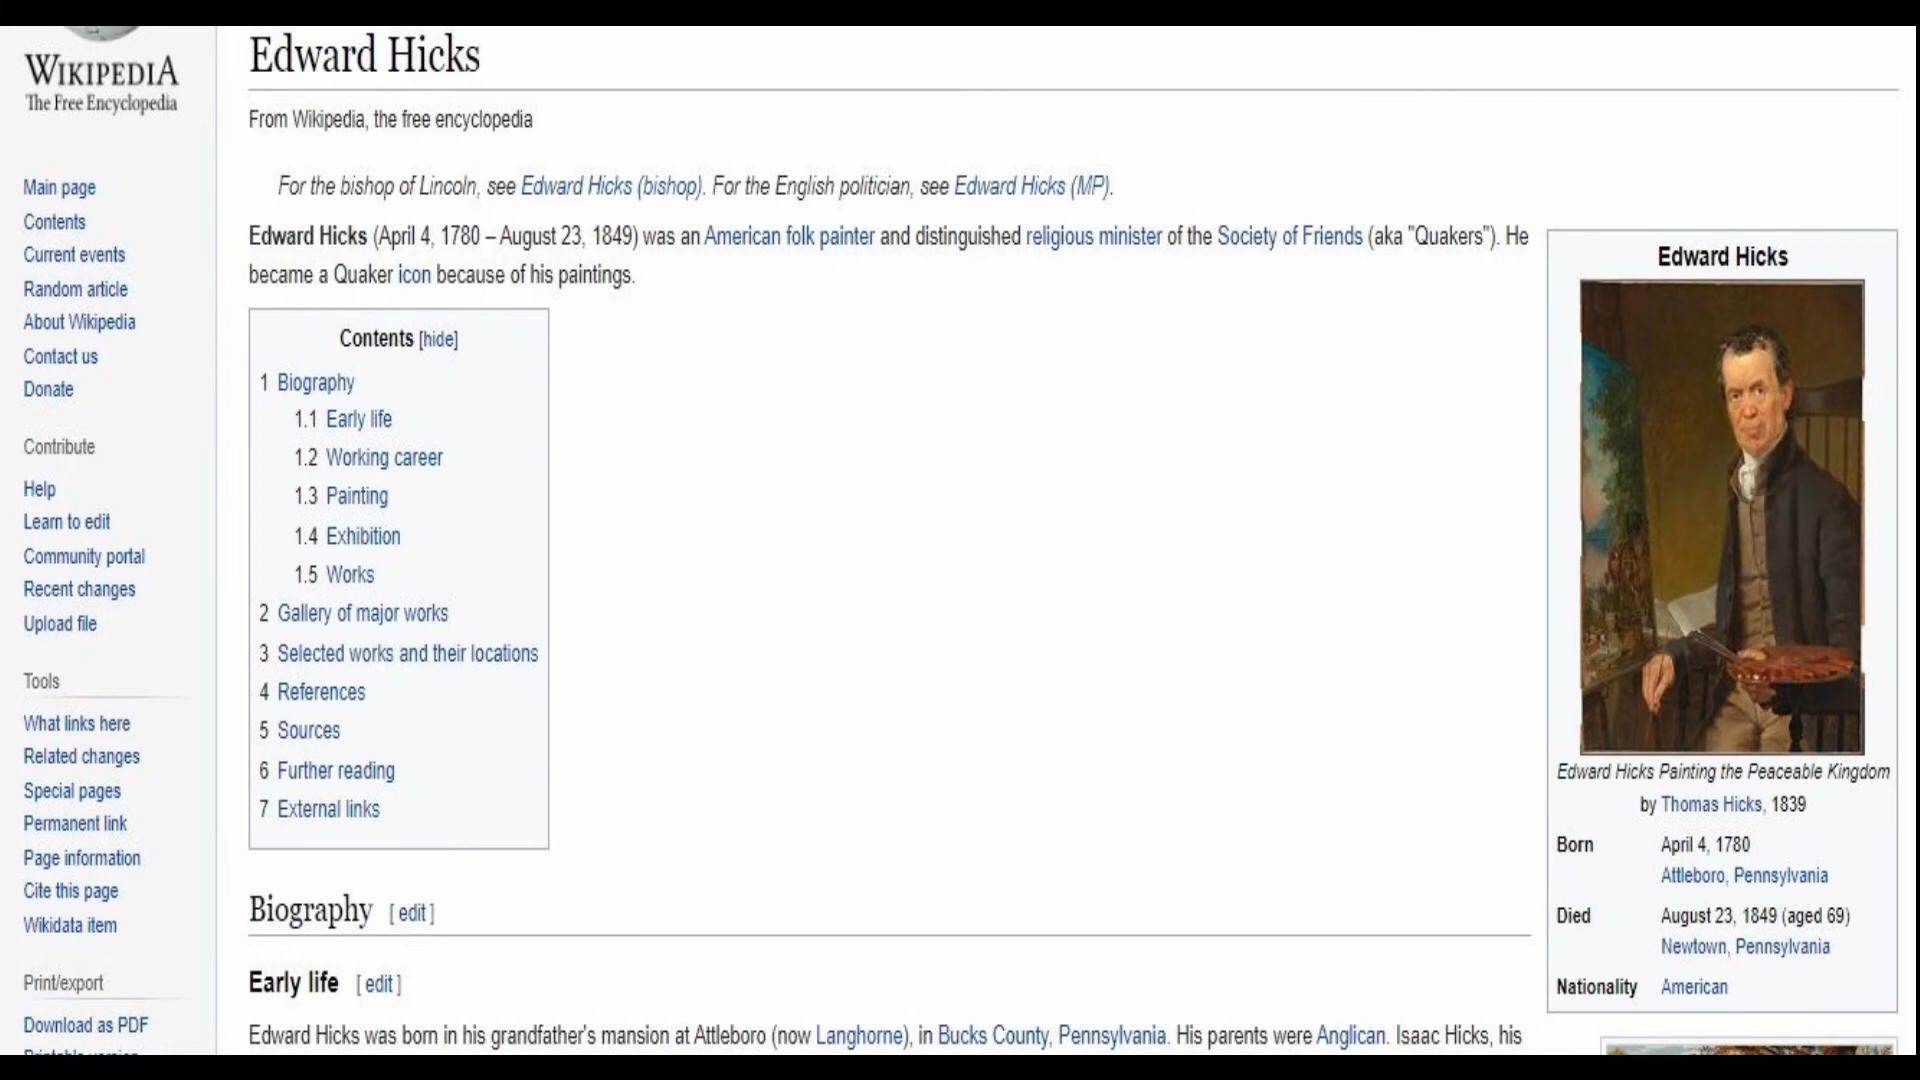 WIKIPEDIA
The Free Encyclopedia
Main page
Contents
Current events
Random article
About Wikipedia
Contact us
Donate
Contribute
Help
Learn to edit
Community portal
Recent changes
Upload file
Tools
What links here
Related changes
Special pages
Permanent link
Page information
Cite this page
Wikidata item
Print/export
Download as PDF
Printable version
Edward Hicks
From Wikipedia, the free encyclopedia
For the bishop of Lincoln, see Edward Hicks (bishop). For the English politician, see Edward Hicks (MP).
Edward Hicks (April 4, 1780 – August 23, 1849) was an American folk painter and distinguished religious minister of the Society of Friends (aka "Quakers"). He
became a Quaker icon because of his paintings.
Contents [hide]
1 Biography
1.1 Early life
1.2 Working career
1.3 Painting
1.4 Exhibition
1.5 Works
2 Gallery of major works
3 Selected works and their locations
4 References
5 Sources
6 Further reading
7 External links
Biography [ edit ]
Early life [ edit ]
Edward Hicks was born in his grandfather's mansion at Attleboro (now Langhorne), in Bucks County, Pennsylvania. His parents were Anglican. Isaac Hicks, his
Edward Hicks
Edward Hicks Painting the Peaceable Kingdom
by Thomas Hicks, 1839
Born April 4, 1780
Attleboro, Pennsylvania
Died August 23, 1849 (aged 69)
Newtown, Pennsylvania
Nationality American